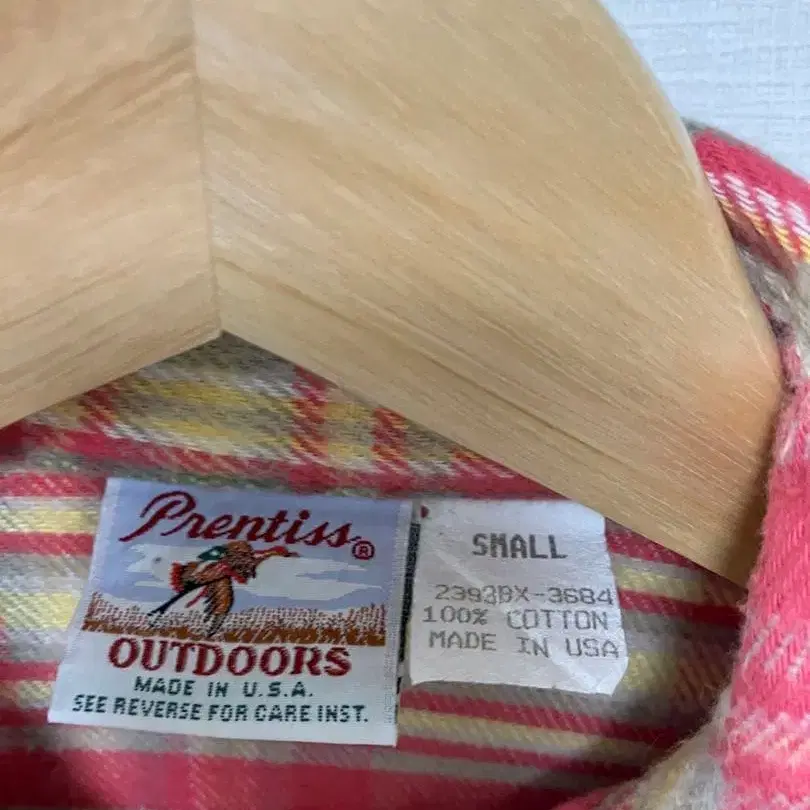 Prentiss®
OUTDOORS
MADE IN U.S.A.
SEE REVERSE FOR CARE INST.
SMALL
2393BX-3684
100% COTTON
MADE IN USA